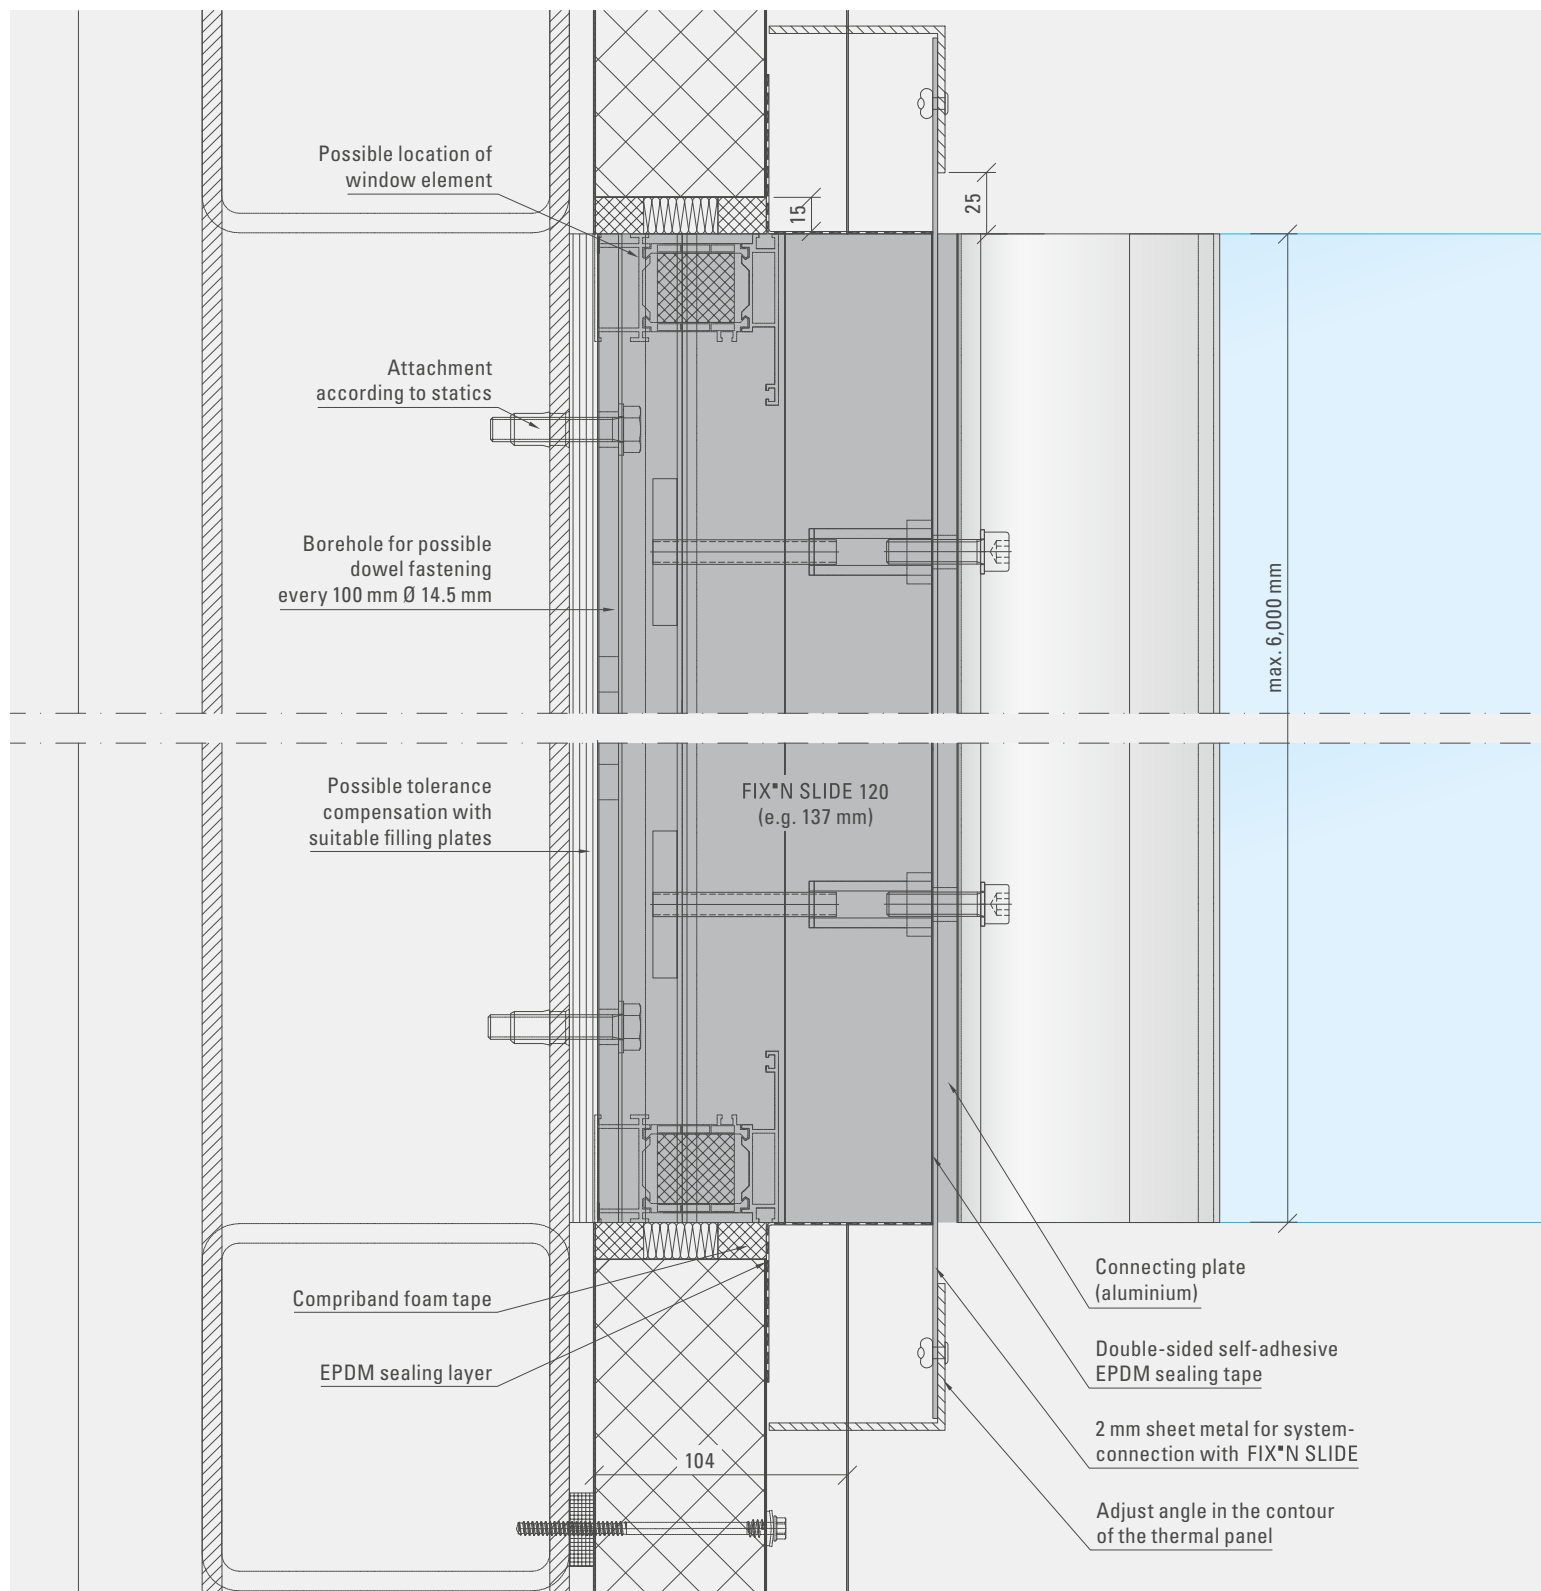 Possible location of
window element
15
25
Attachment
according to statics
Borehole for possible
dowel fastening
every 100 mm Ø 14.5 mm
max. 6,000 mm
Possible tolerance
compensation with
suitable filling plates
FIX■N SLIDE 120
(e.g. 137 mm)
Compriband foam tape
EPDM sealing layer
Connecting plate
(aluminium)
Double-sided self-adhesive
EPDM sealing tape
2 mm sheet metal for system-
connection with FIX■N SLIDE
104
Adjust angle in the contour
of the thermal panel